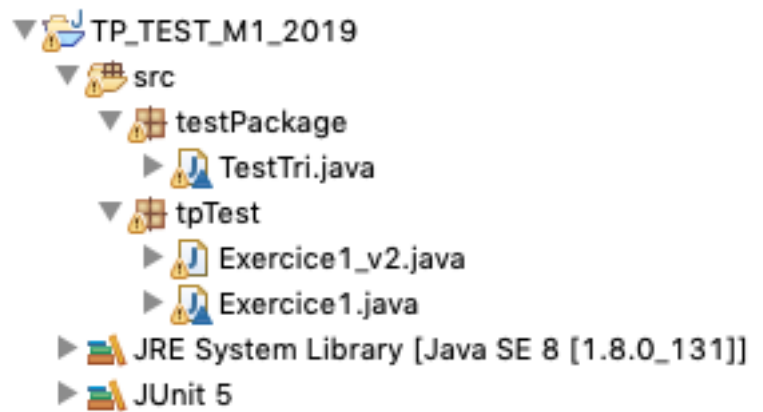 TP_TEST_M1_2019
src
testPackage
TestTri.java
tpTest
Exercice1_v2.java
Exercice1.java
JRE System Library [Java SE 8 [1.8.0_131]]
JUnit 5